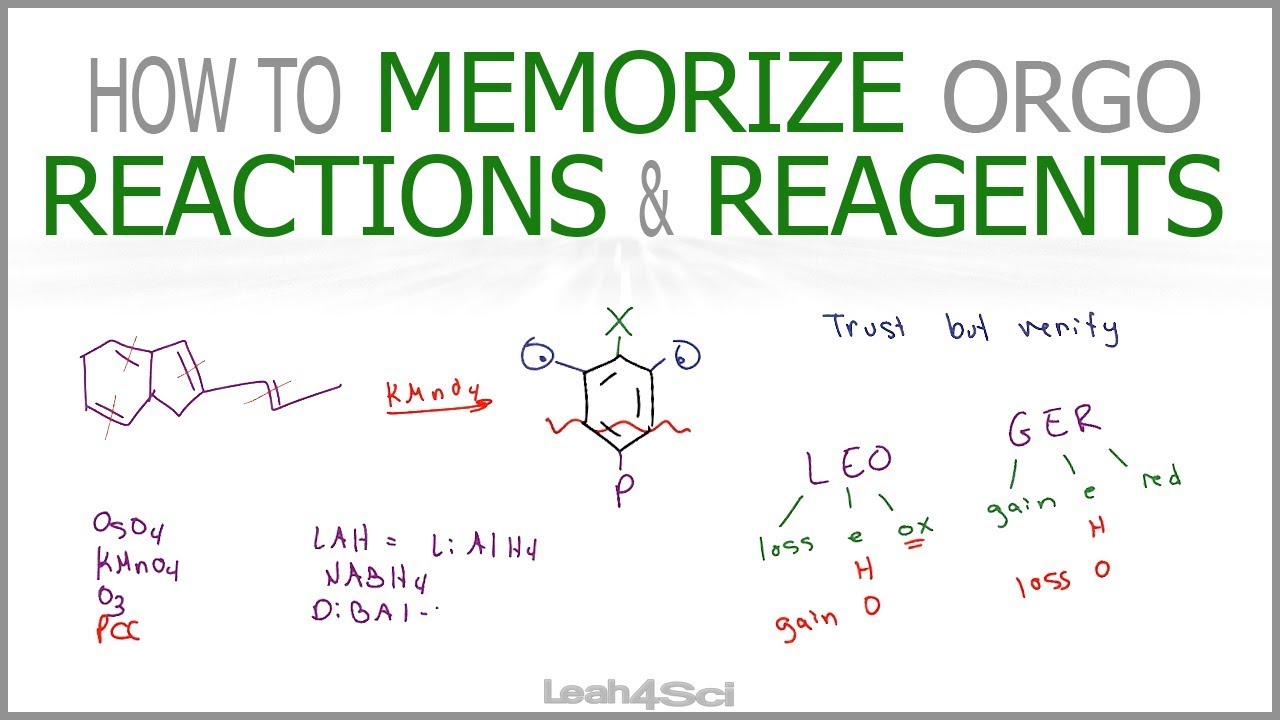 HOW TO MEMORIZE ORGO
REACTIONS & REAGENTS
Trust but verify
X
KMnO4
P
LEO
loss e ox
H
gain O
GER
gain e red
H
loss O
OsO4
KMnO4
O3
PCC
LAH = LiAlH4
NABH4
DiBAl-
Leah4Sci